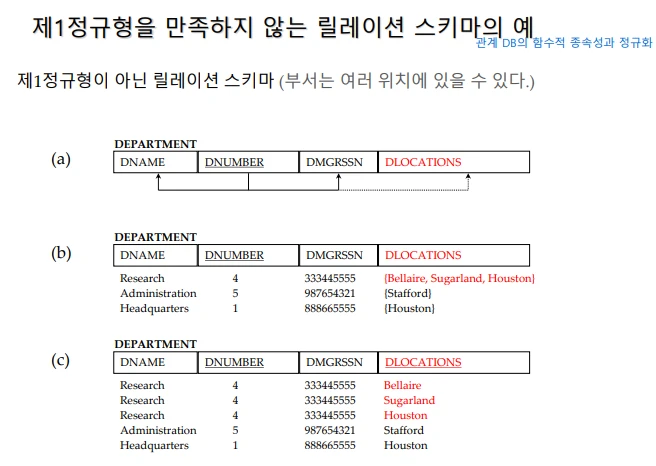 제1정규형을 만족하지 않는 릴레이션 스키마의 예
관계 DB의 함수적 종속성과 정규화
제1정규형이 아닌 릴레이션 스키마 (부서는 여러 위치에 있을 수 있다.)
DEPARTMENT
(a) DNAME DNUMBER DMGRSSN DLOCATIONS
DEPARTMENT
(b) DNAME DNUMBER DMGRSSN DLOCATIONS
Research 4 333445555 {Bellaire, Sugarland, Houston}
Administration 5 987654321 {Stafford}
Headquarters 1 888665555 {Houston}
DEPARTMENT
(c) DNAME DNUMBER DMGRSSN DLOCATIONS
Research 4 333445555 Bellaire
Research 4 333445555 Sugarland
Research 4 333445555 Houston
Administration 5 987654321 Stafford
Headquarters 1 888665555 Houston